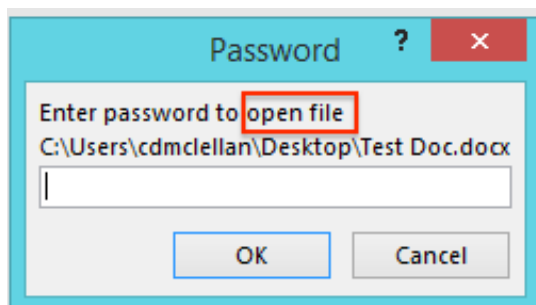 Password
?
Enter password to open file
C:\Users\cdmclellan\Desktop\Test Doc.docx
OK
Cancel